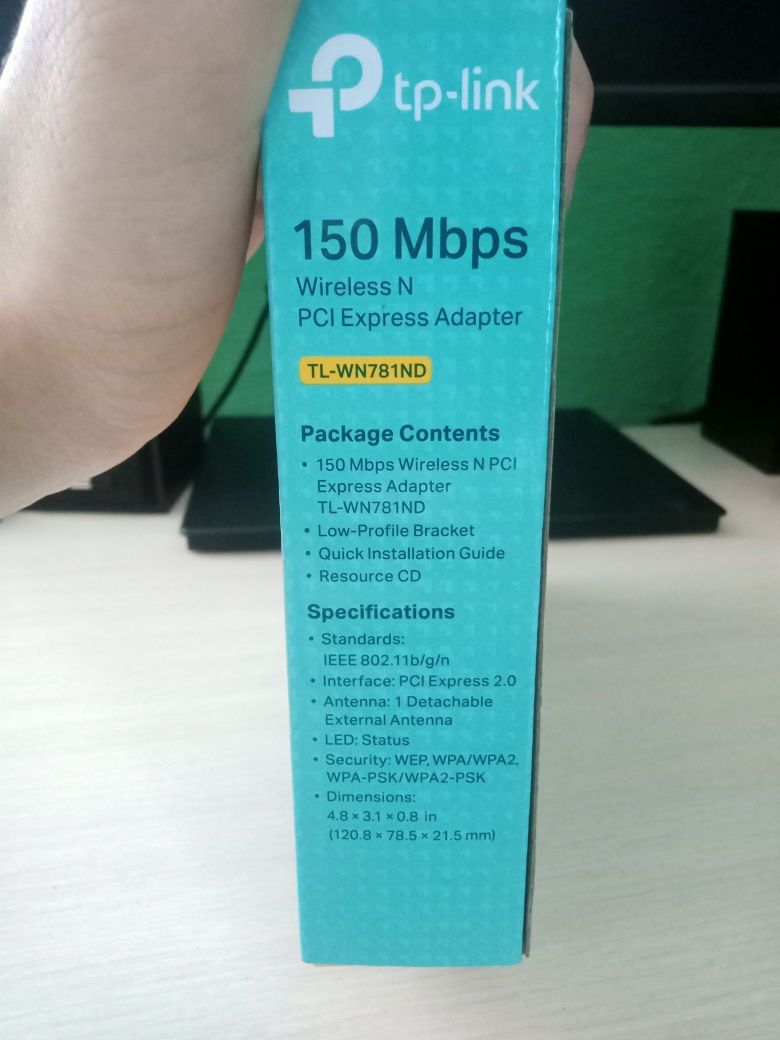 tp-link
150 Mbps
Wireless N
PCI Express Adapter
TL-WN781ND
Package Contents
• 150 Mbps Wireless N PCI
Express Adapter
TL-WN781ND
• Low-Profile Bracket
• Quick Installation Guide
• Resource CD
Specifications
• Standards:
IEEE 802.11b/g/n
• Interface: PCI Express 2.0
• Antenna: 1 Detachable
External Antenna
• LED: Status
• Security: WEP, WPA/WPA2,
WPA-PSK/WPA2-PSK
• Dimensions:
4.8 × 3.1 × 0.8 in
(120.8 × 78.5 × 21.5 mm)